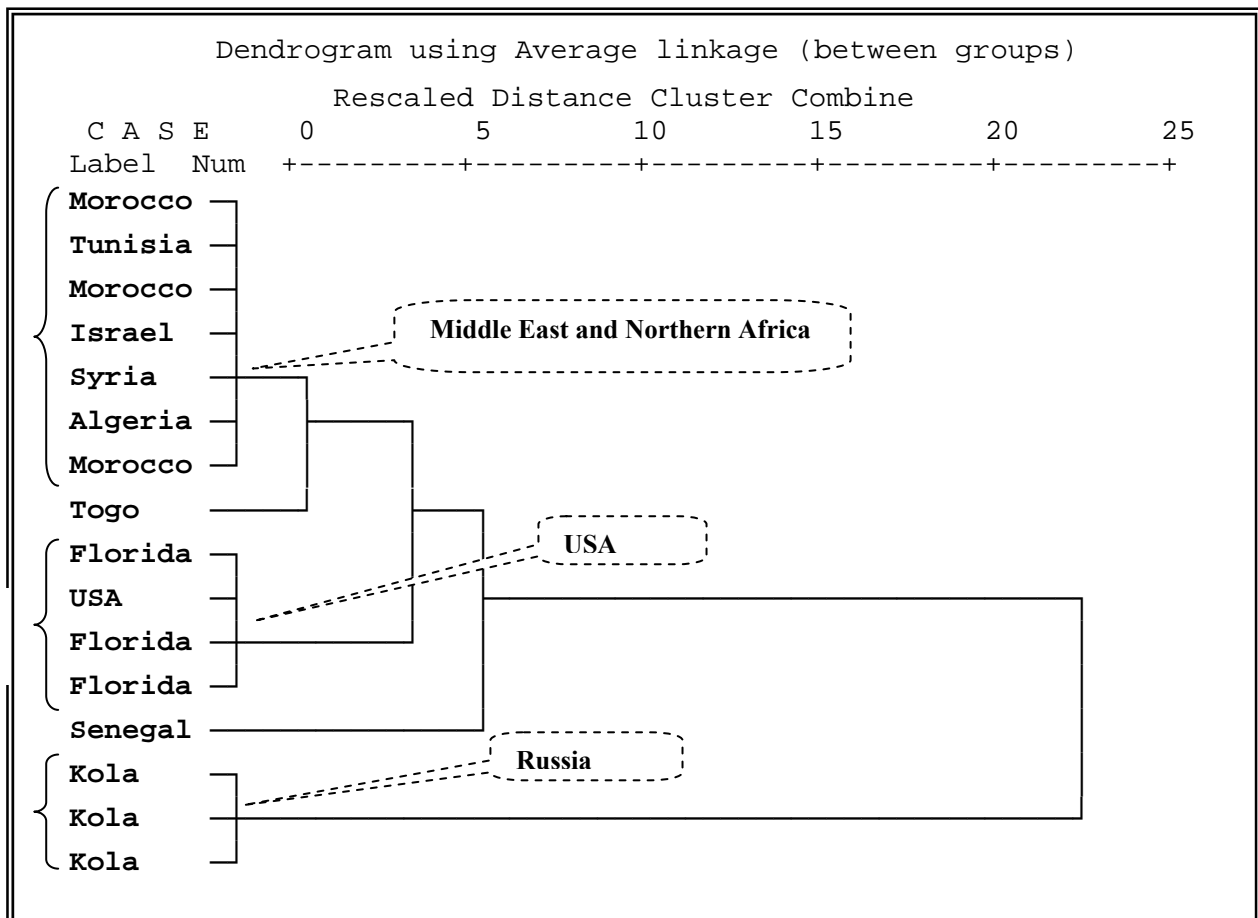 Dendrogram using Average linkage (between groups)
Rescaled Distance Cluster Combine
C A S E 0 5 10 15 20 25
Label Num +---------+---------+---------+---------+---------+
Morocco
Tunisia
Morocco
Israel
Middle East and Northern Africa
Syria
Algeria
Morocco
Togo
Florida
USA
USA
Florida
Florida
Senegal
Russia
Kola
Kola
Kola